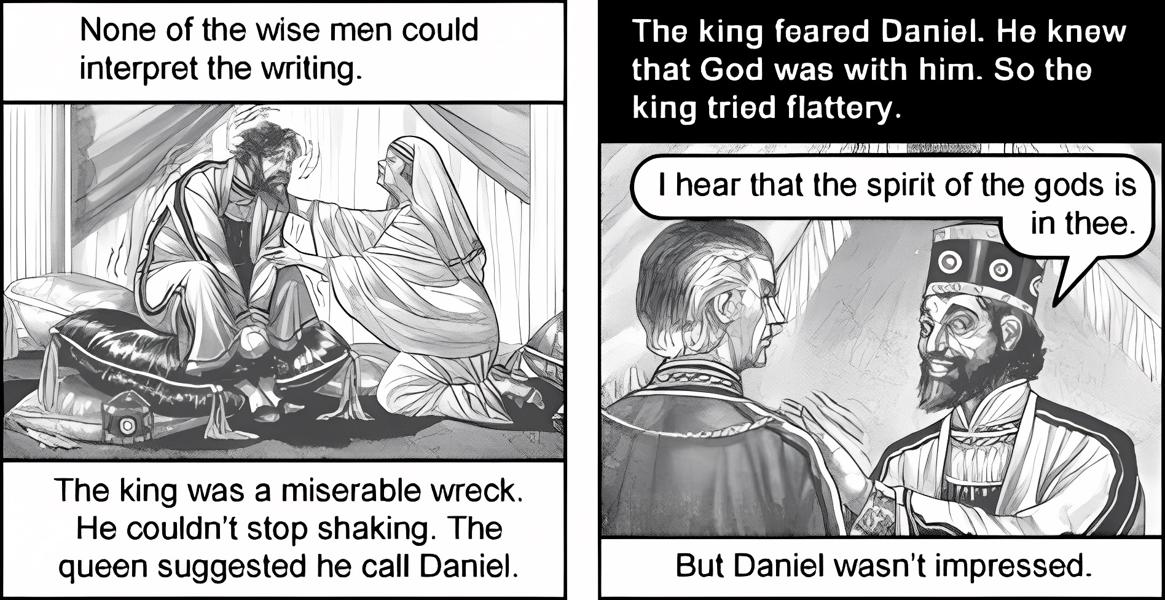 None of the wise men could
interpret the writing.
The king was a miserable wreck.
He couldn't stop shaking. The
queen suggested he call Daniel.
The king feared Daniel. He knew
that God was with him. So the
king tried flattery.
I hear that the spirit of the gods is
in thee.
But Daniel wasn't impressed.